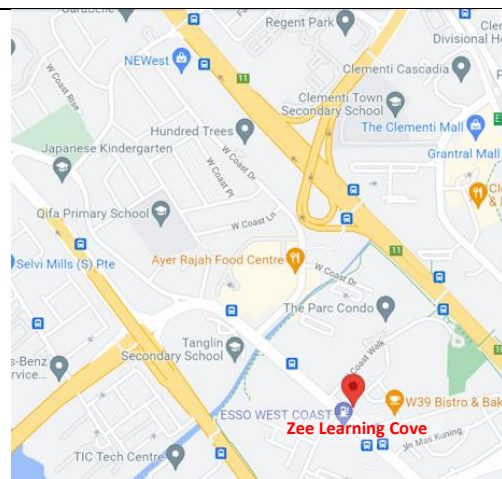 Regent Park
Divisional
NEWest
11
Clementi Cascadia
Clementi Town
Secondary School
The Clementi Mall
Grantral Mall
W Coast Rise
Hundred Trees
Japanese Kindergarten
W Coast Dr
W Coast Pl
Qifa Primary School
W Coast Ln
11
Selvi Mills (S) Pte
Ayer Rajah Food Centre
W Coast Dr
The Parc Condo
Tanglin
Secondary School
Coast Walk
ESSO WEST COAST
W39 Bistro &
Zee Learning Cove
Jln Mas Kuning
TIC Tech Centre